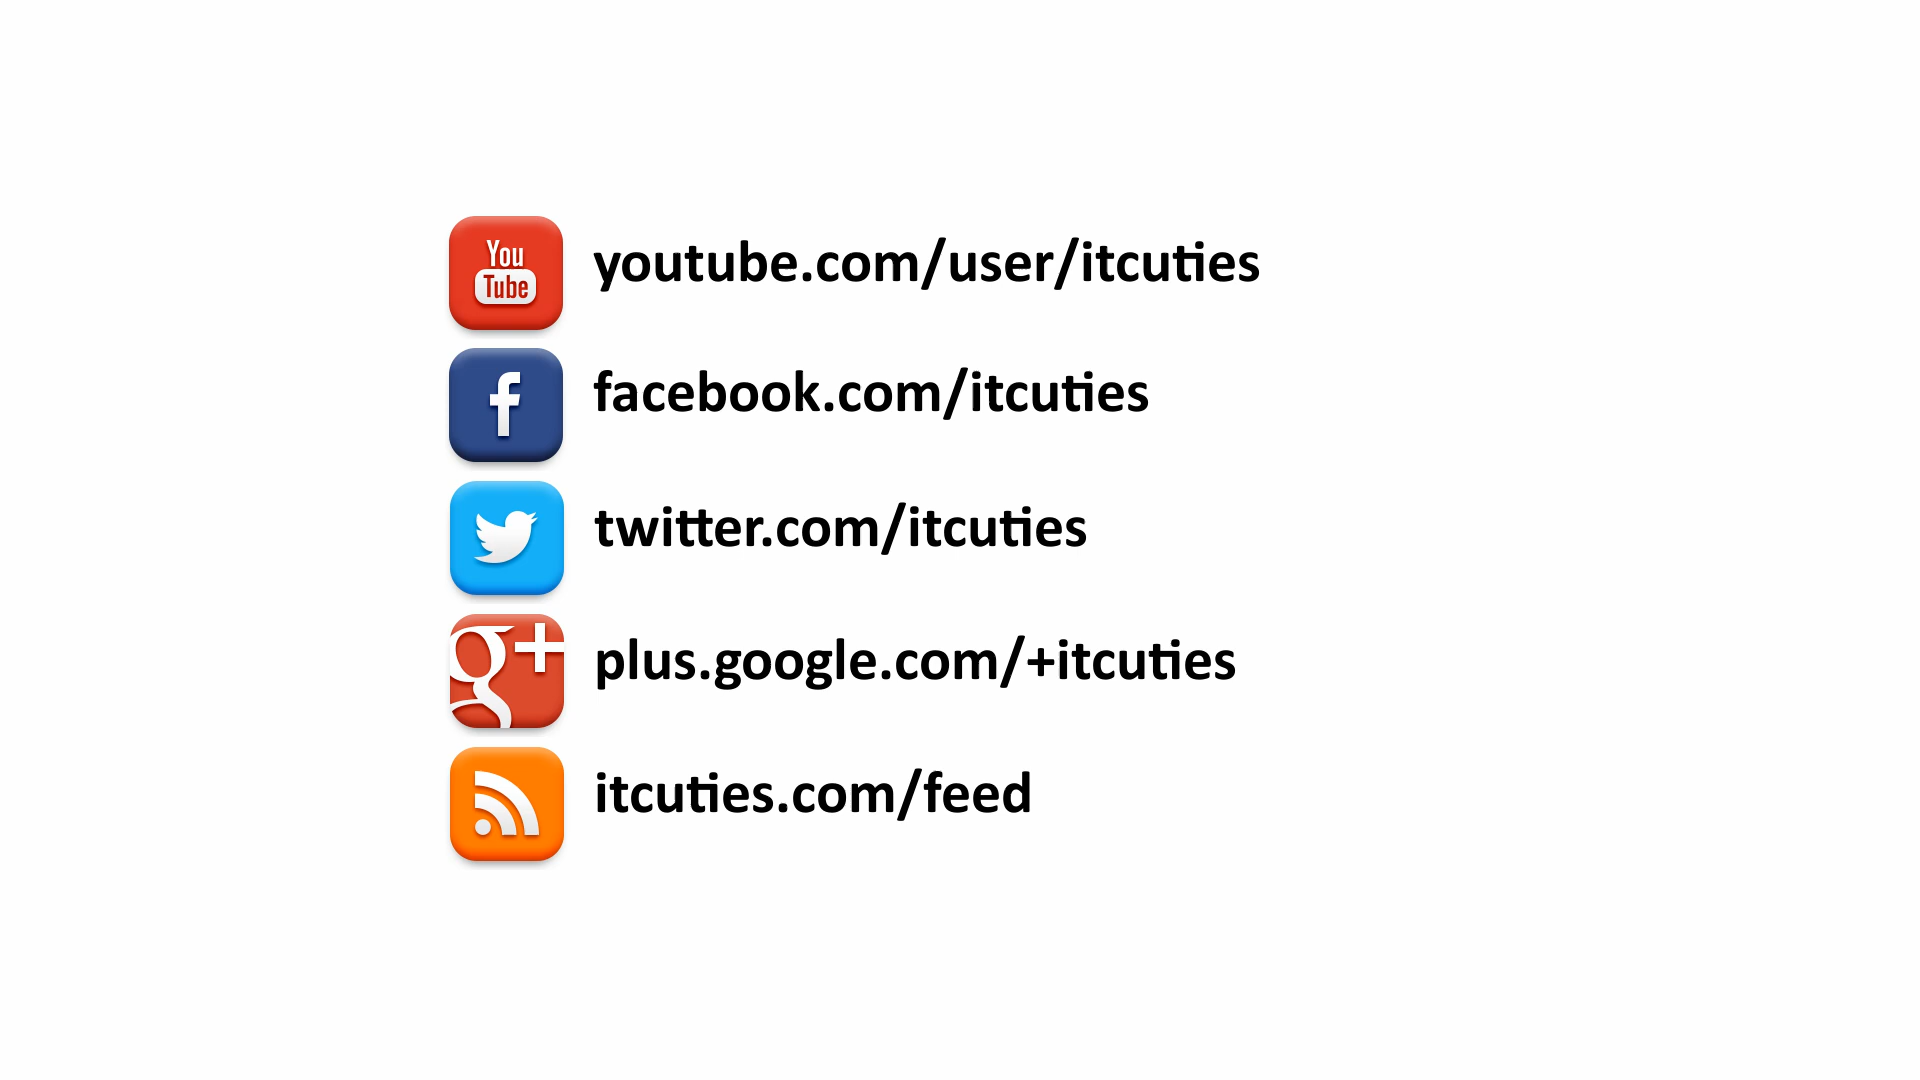 You
Tube
youtube.com/user/itcuties
f
facebook.com/itcuties
twitter.com/itcuties
g+
plus.google.com/+itcuties
itcuties.com/feed